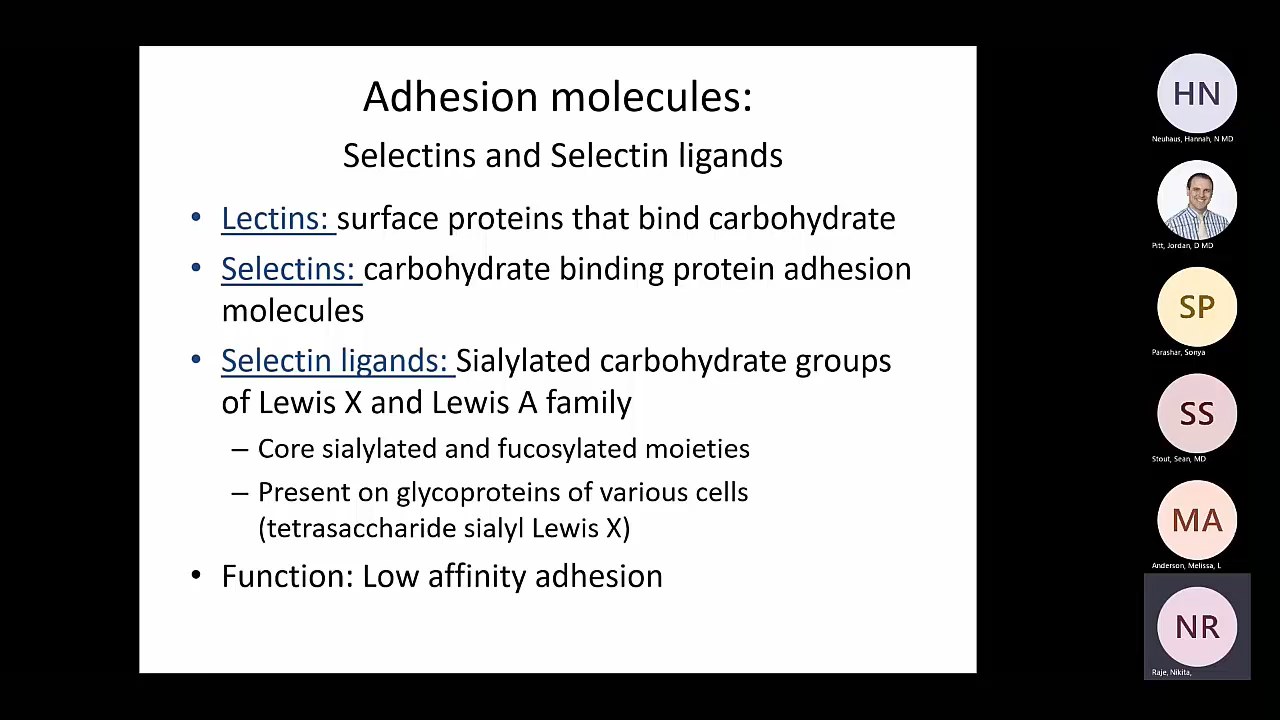 Adhesion molecules:
Selectins and Selectin ligands
• Lectins: surface proteins that bind carbohydrate
• Selectins: carbohydrate binding protein adhesion
molecules
• Selectin ligands: Sialylated carbohydrate groups
of Lewis X and Lewis A family
– Core sialylated and fucosylated moieties
– Present on glycoproteins of various cells
(tetrasaccharide sialyl Lewis X)
• Function: Low affinity adhesion
HN
Neuhaus, Hannah, N MD
Pitt, Jordan, D MD
SP
Parashar, Sonya
SS
Stout, Sean, MD
MA
Anderson, Melissa, L
NR
Raje, Nikita,